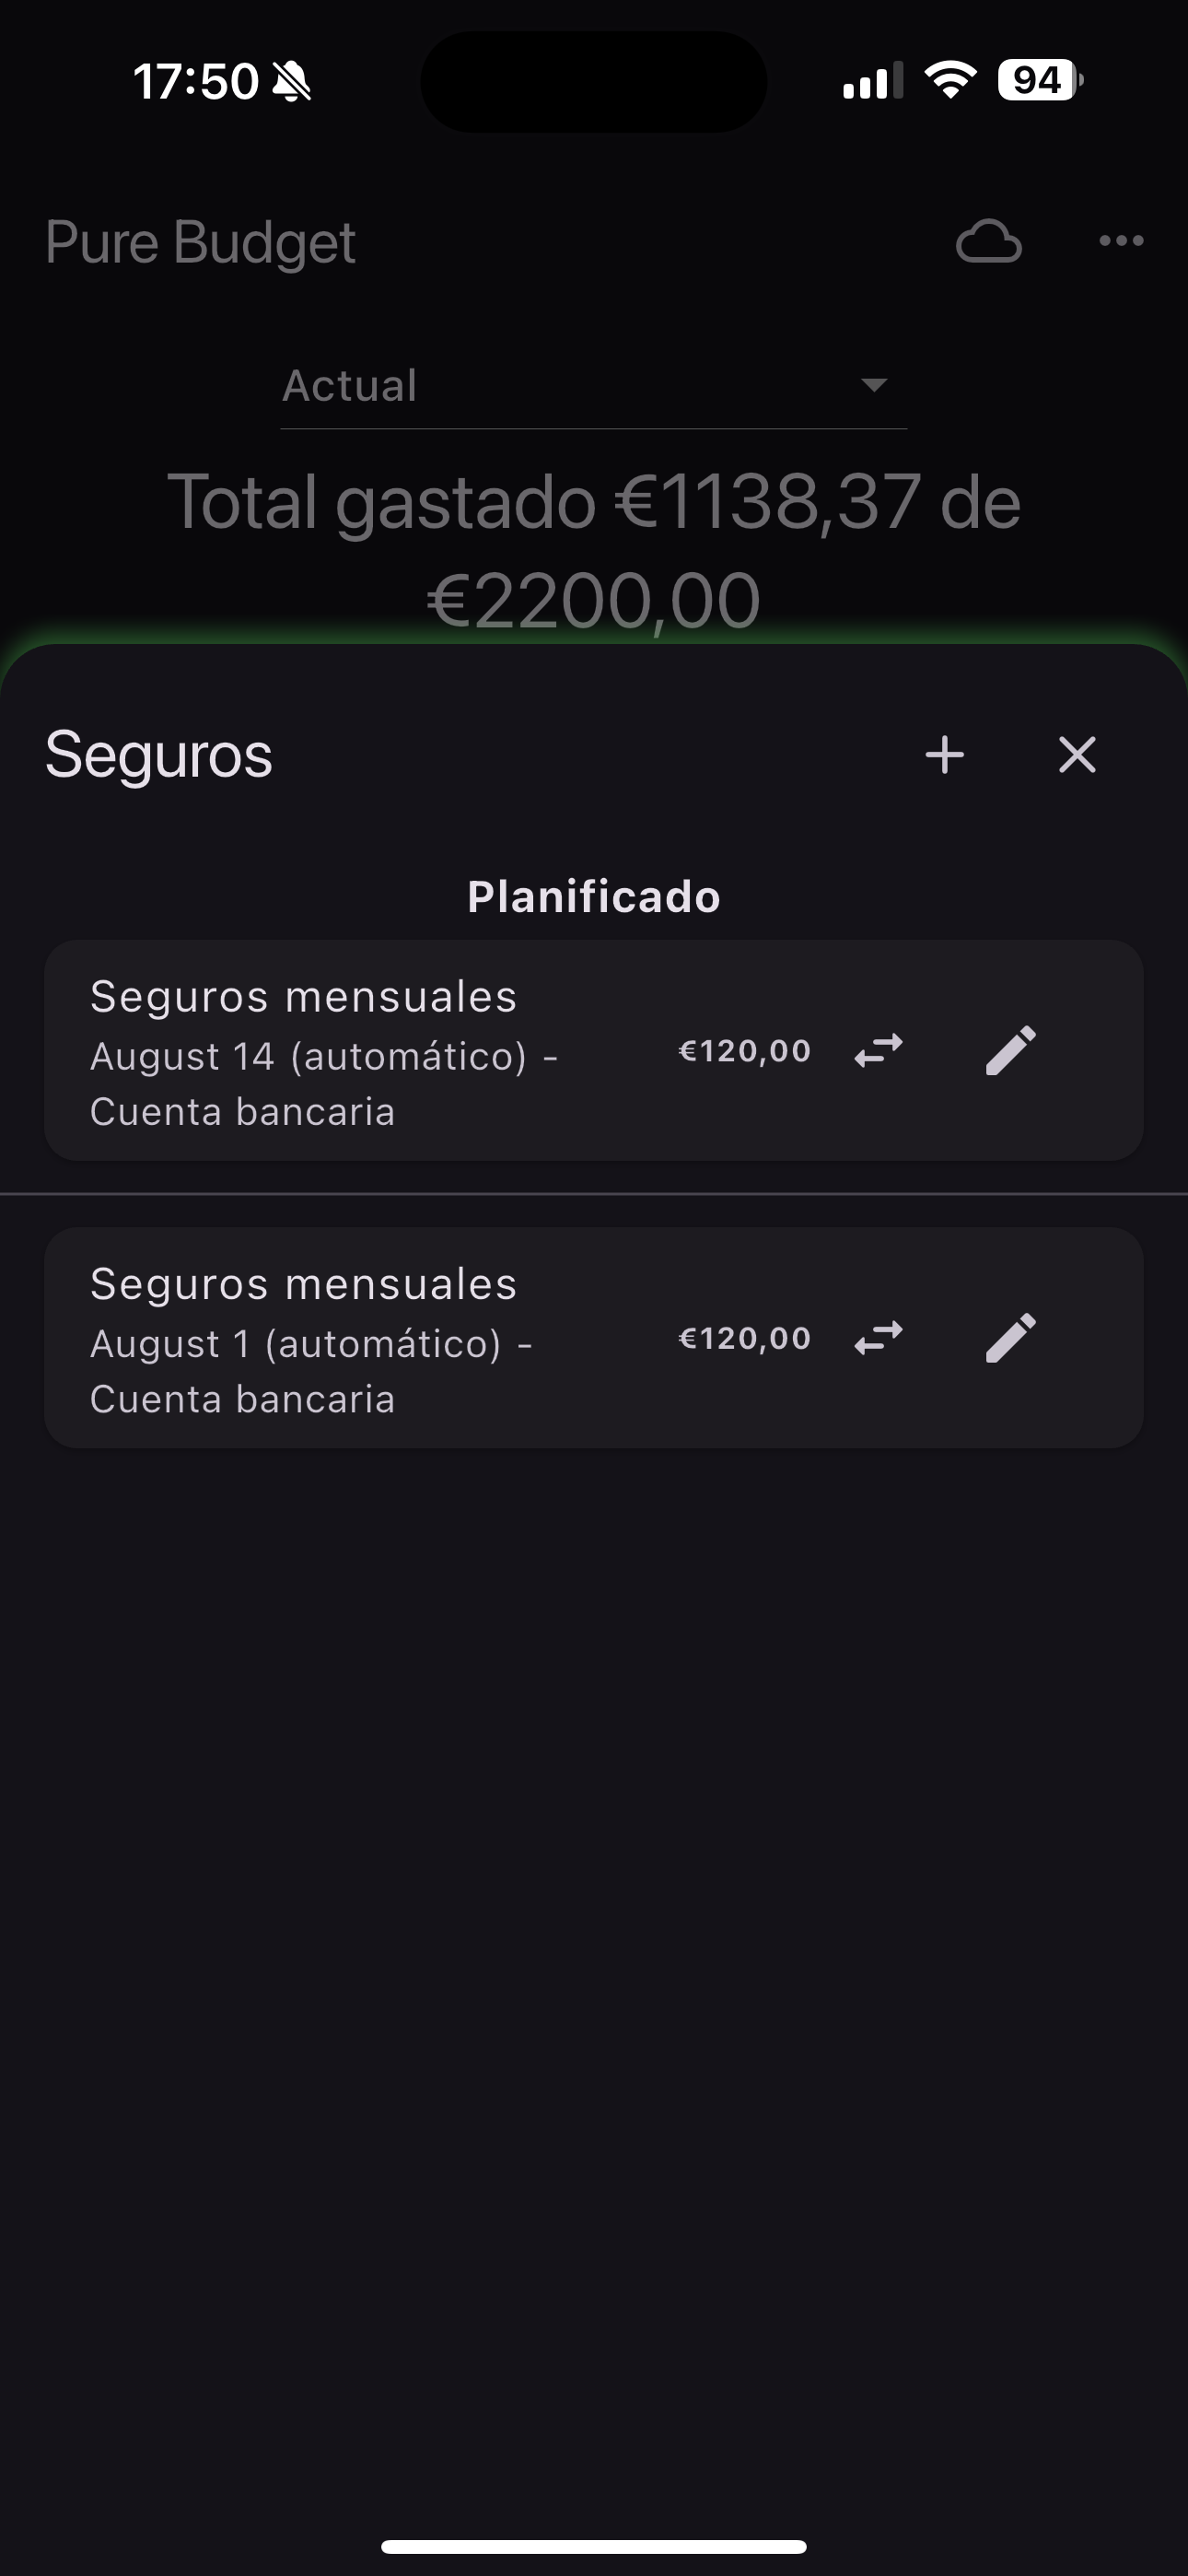 17:50
94
Pure Budget
Actual
Total gastado €1138,37 de
€2200,00
Seguros
Planificado
Seguros mensuales
August 14 (automático) -
Cuenta bancaria
€120,00
Seguros mensuales
August 1 (automático) -
Cuenta bancaria
€120,00